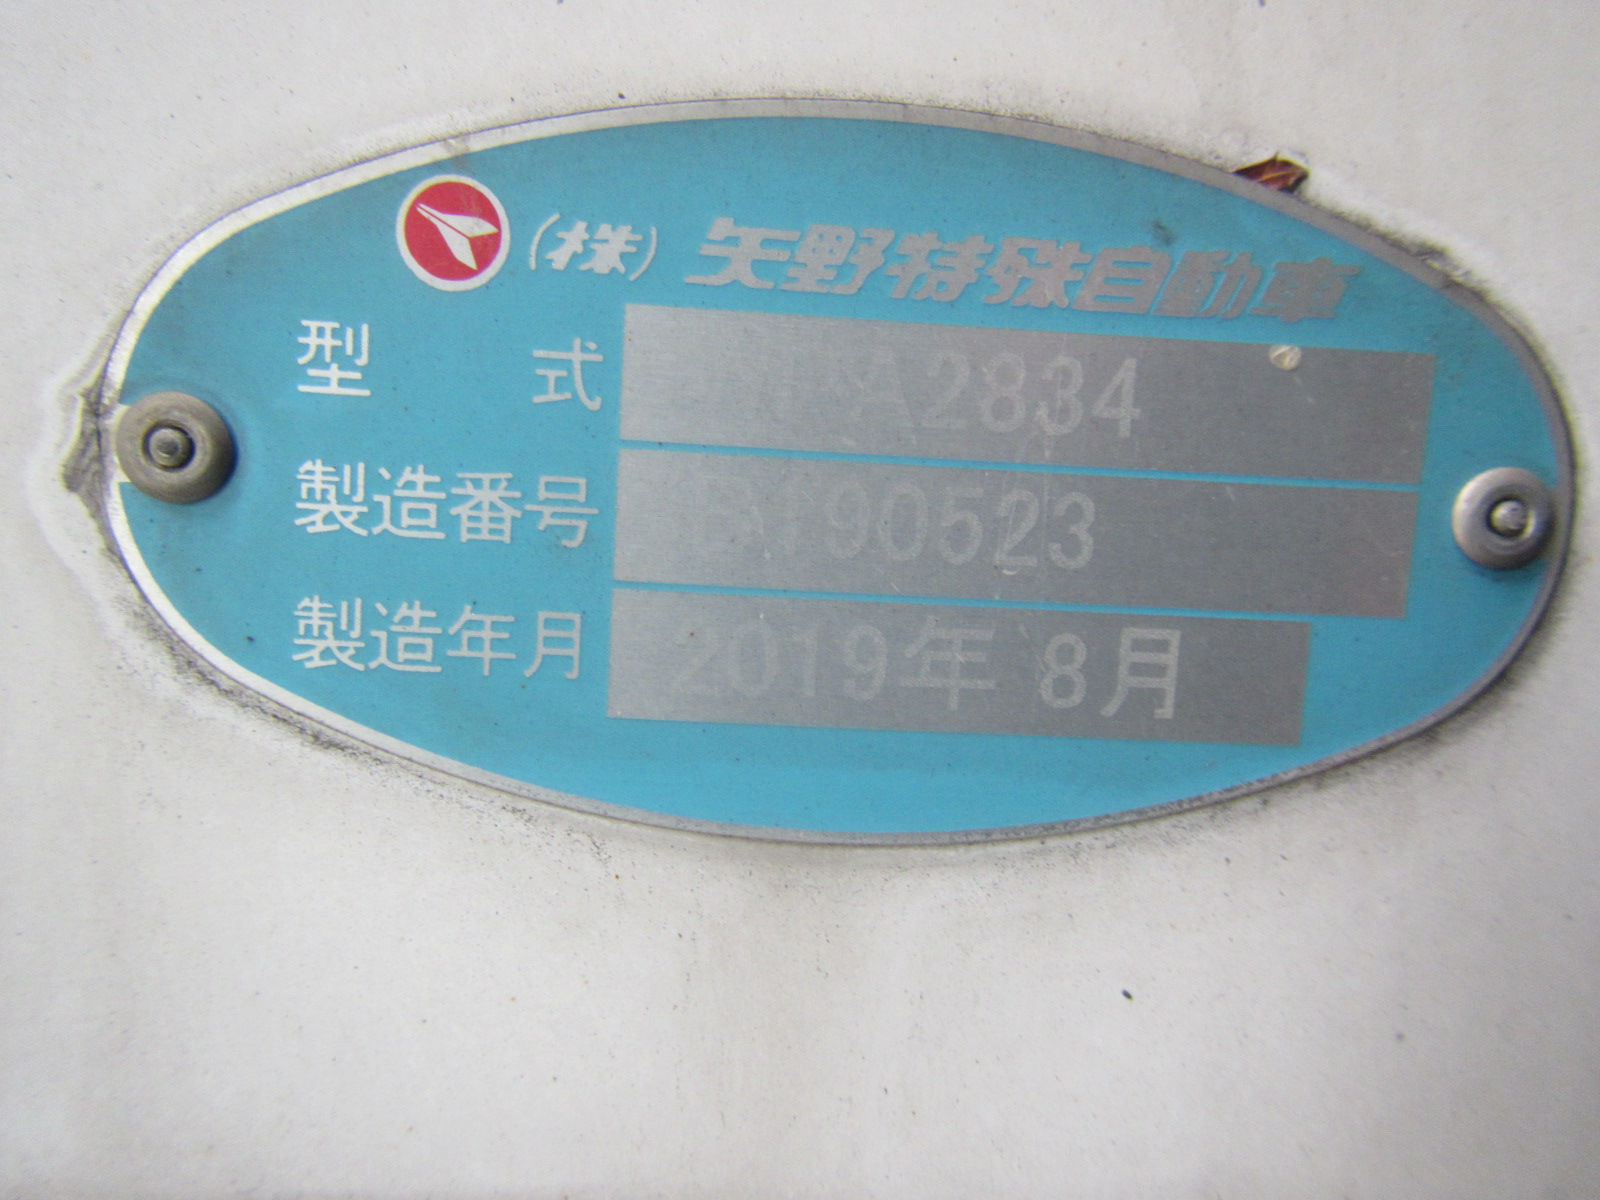 (株) 矢野特殊自動車
型式 A2834
製造番号 190523
製造年月 2019年 8月